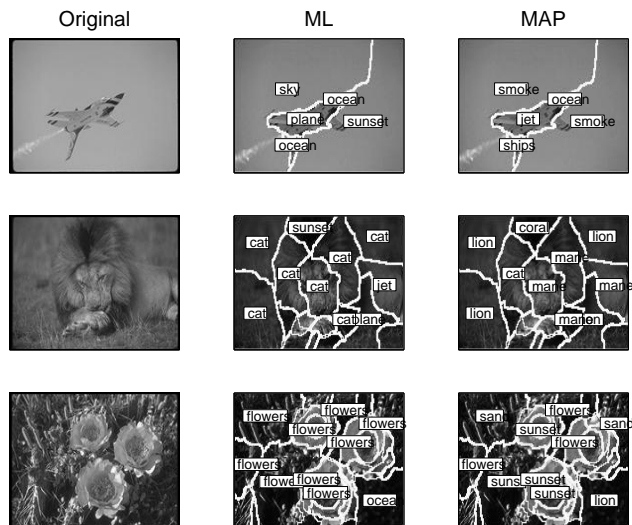 Original ML MAP
sky
ocean
plane
sunset
ocean
smoke
ocean
jet
smoke
ships
sunset
cat
cat
cat
cat
cat
jet
cat
cat
plane
coral
lion
lion
mane
cat
mane
mane
lion
mane
flowers
flowers
flowers
flowers
flowers
flowers
flowers
flowers
flowers
flowers
sand
sunset
sand
flowers
flowers
sunset
sunset
lion